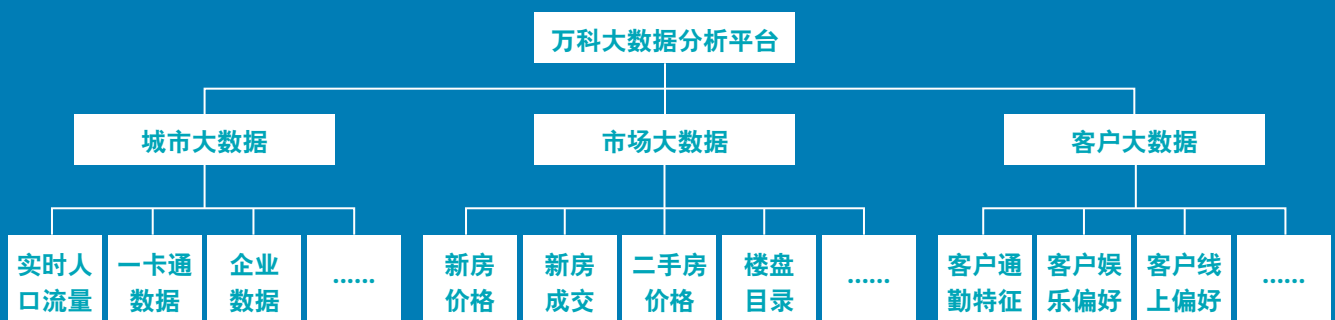 万科大数据分析平台
城市大数据
市场大数据
客户大数据
实时人
口流量
一卡通
数据
企业
数据
……
新房
价格
新房
成交
二手房
价格
楼盘
目录
……
客户通
勤特征
客户娱
乐偏好
客户线
上偏好
……